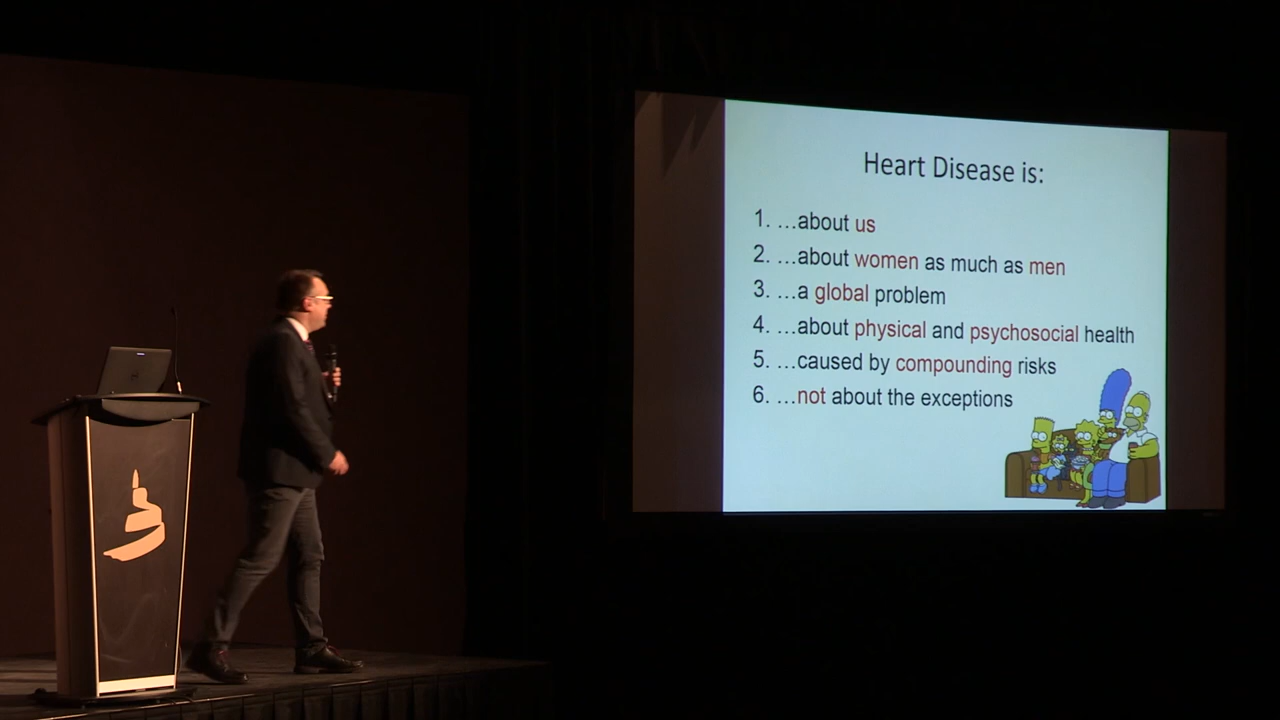 Heart Disease is:
1. …about us
2. …about women as much as men
3. …a global problem
4. …about physical and psychosocial health
5. …caused by compounding risks
6. …not about the exceptions